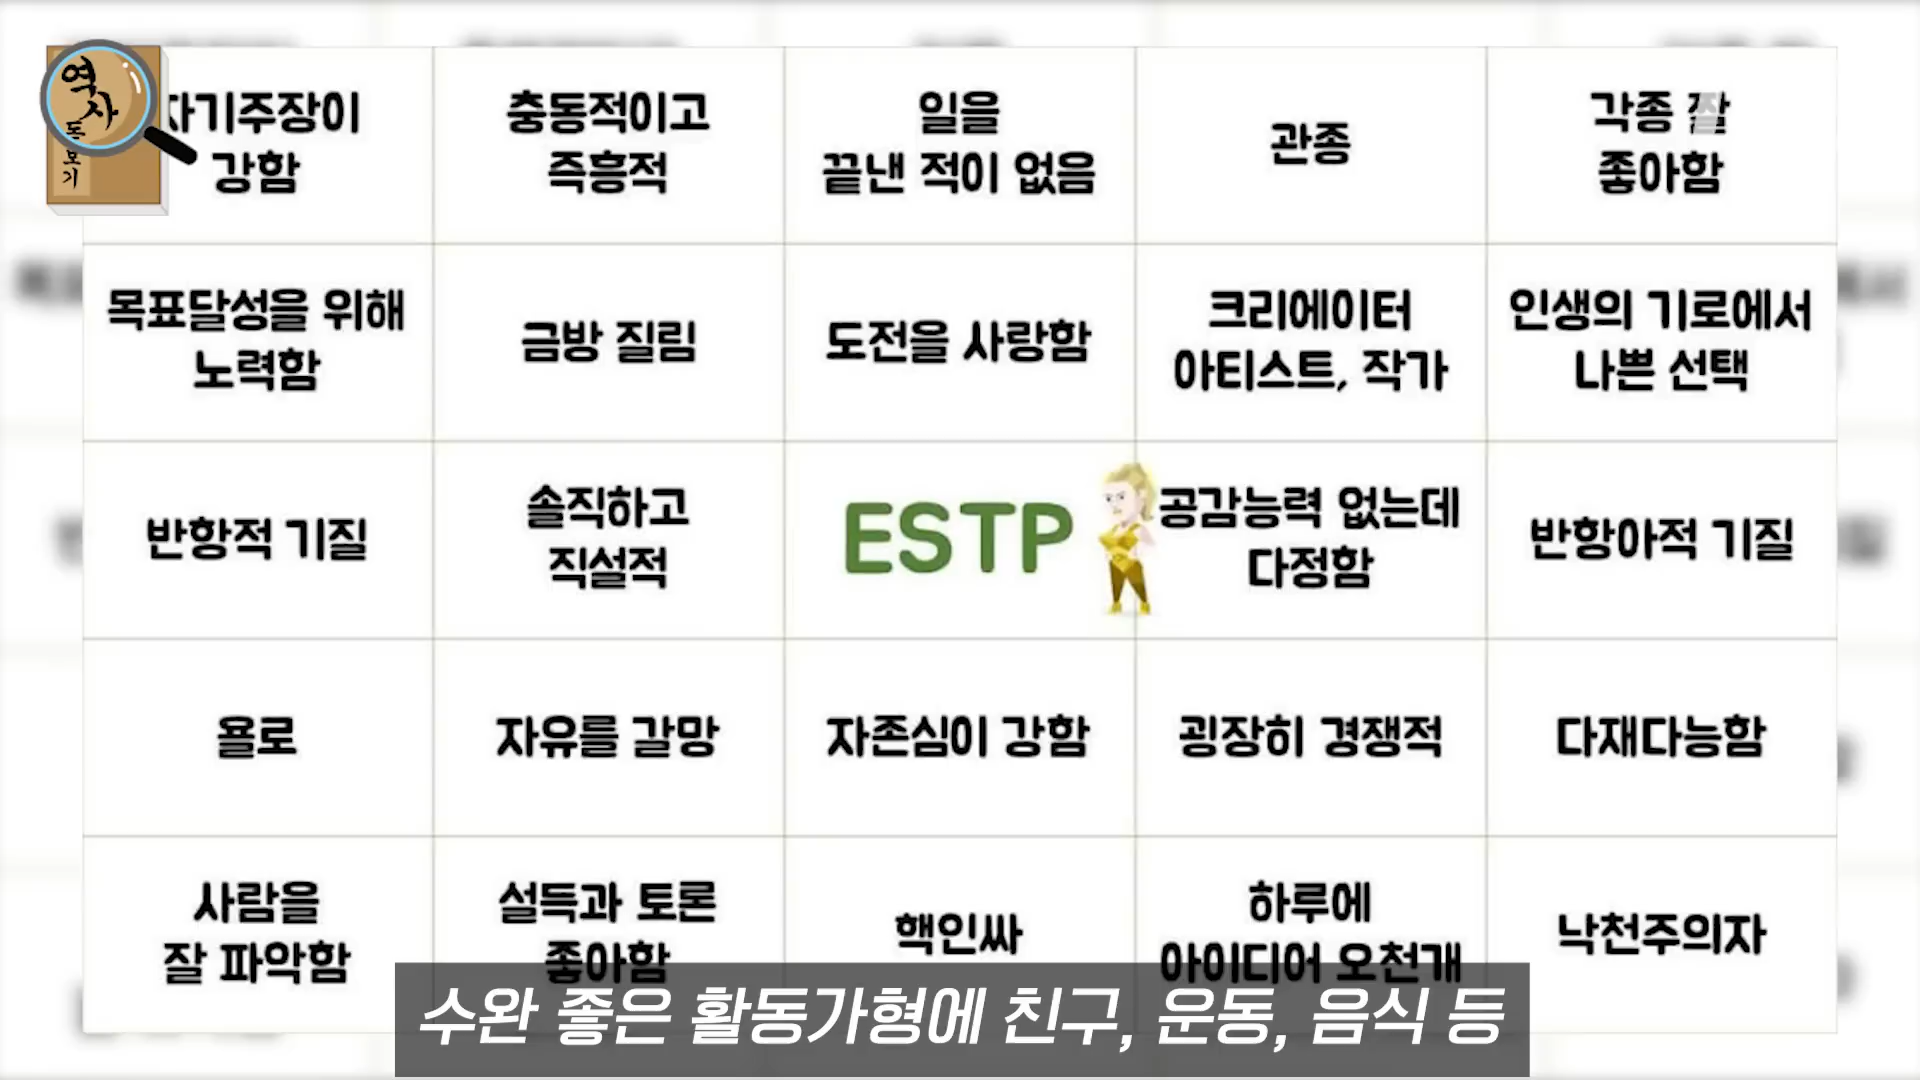 역사
돋보기
자기주장이
강함
충동적이고
즉흥적
일을
끝낸 적이 없음
관종
각종 짤
좋아함
목표달성을 위해
노력함
금방 질림
도전을 사랑함
크리에이터
아티스트, 작가
인생의 기로에서
나쁜 선택
반항적 기질
솔직하고
직설적
ESTP
공감능력 없는데
다정함
반항아적 기질
욜로
자유를 갈망
자존심이 강함
굉장히 경쟁적
다재다능함
사람을
잘 파악함
설득과 토론
좋아함
핵인싸
하루에
아이디어 오천개
낙천주의자
수완 좋은 활동가형에 친구, 운동, 음식 등